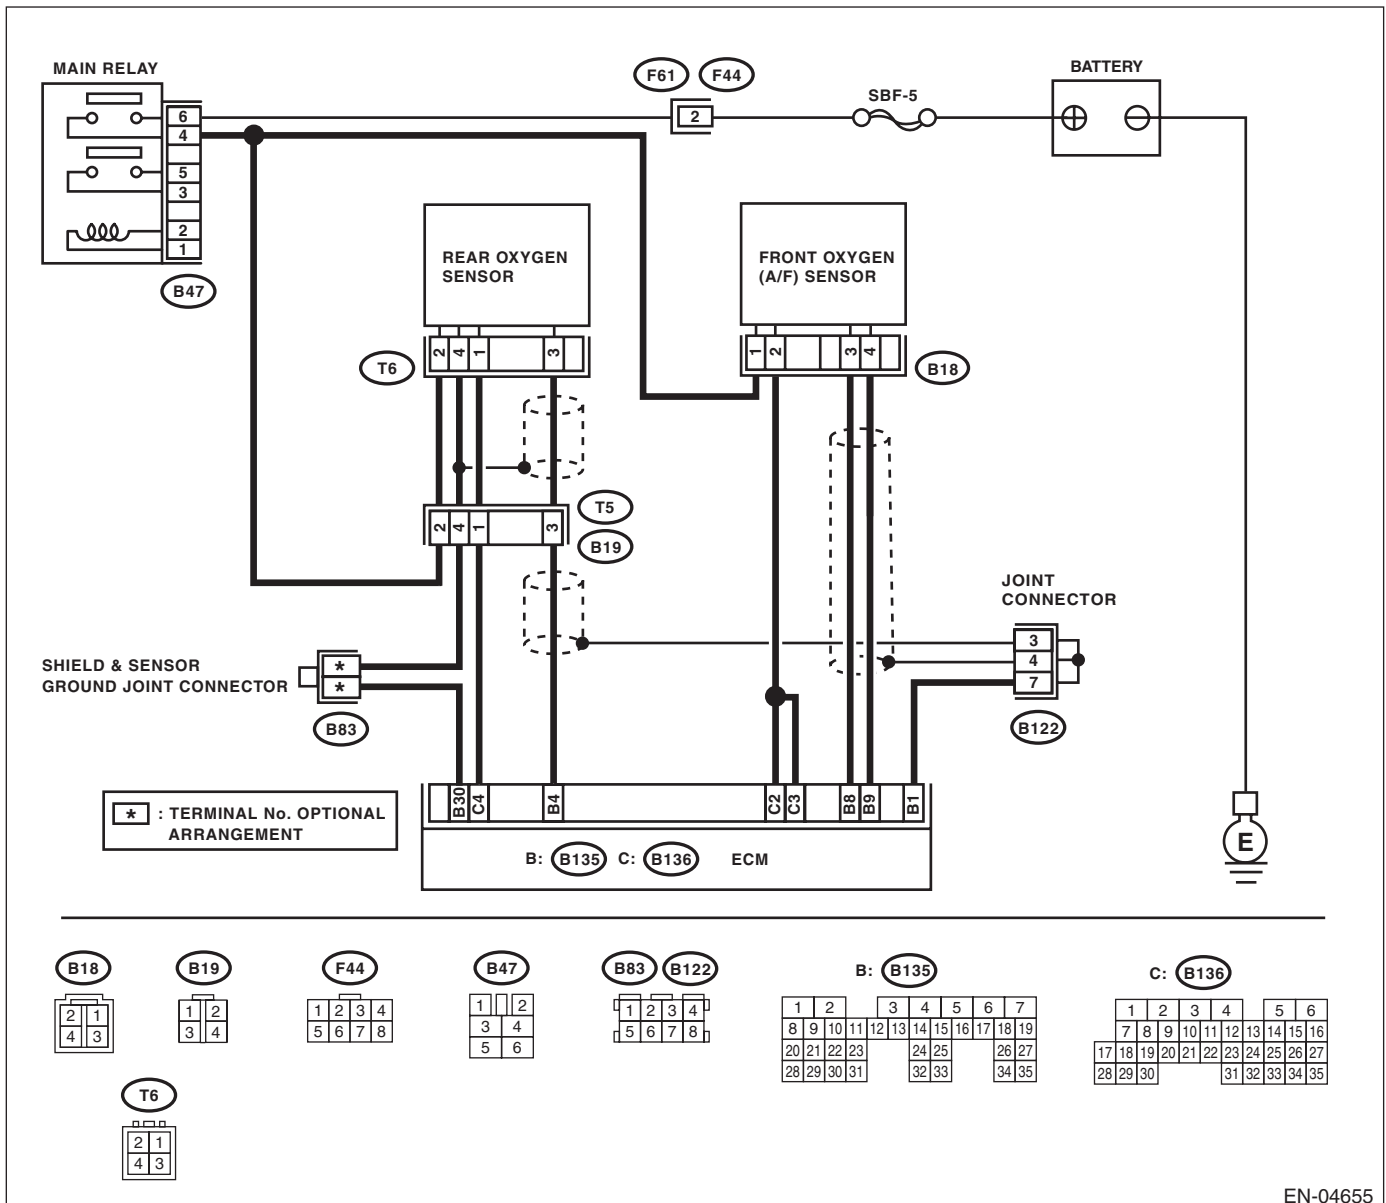 MAIN RELAY
F61 F44
SBF-5
BATTERY
2
6
4
5
3
2
1
B47
REAR OXYGEN
SENSOR
FRONT OXYGEN
(A/F) SENSOR
2 4 1 3
T6
1 2 3 4
B18
T5
2 4 1 3
B19
JOINT
CONNECTOR
3
4
7
B122
SHIELD & SENSOR
GROUND JOINT CONNECTOR
*
*
B83
* : TERMINAL No. OPTIONAL
ARRANGEMENT
B30 C4 B4 C2 C3 B8 B9 B1
B: B135 C: B136 ECM
E
B18
2 1
4 3
B19
1 2
3 4
F44
1 2 3 4
5 6 7 8
B47
1 2
3 4
5 6
B83 B122
1 2 3 4
5 6 7 8
B: B135
1 2 3 4 5 6 7
8 9 10 11 12 13 14 15 16 17 18 19
20 21 22 23 24 25 26 27
28 29 30 31 32 33 34 35
C: B136
1 2 3 4 5 6
7 8 9 10 11 12 13 14 15 16
17 18 19 20 21 22 23 24 25 26 27
28 29 30 31 32 33 34 35
T6
2 1
4 3
EN-04655